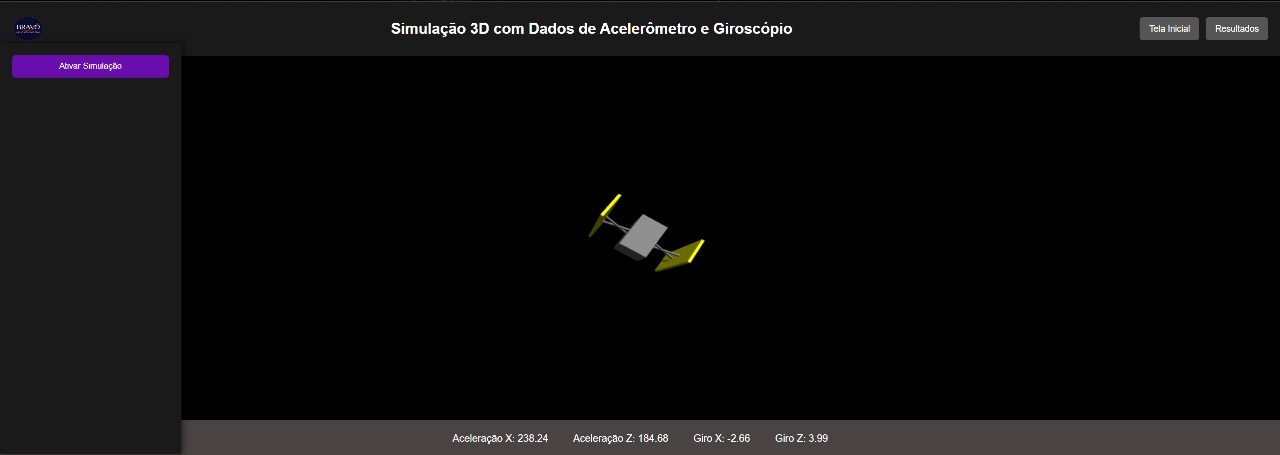 BRAVO
Simulação 3D com Dados de Acelerômetro e Giroscópio
Tela Inicial
Resultados
Ativar Simulação
Aceleração X: 238.24
Aceleração Z: 184.68
Giro X: -2.66
Giro Z: 3.99